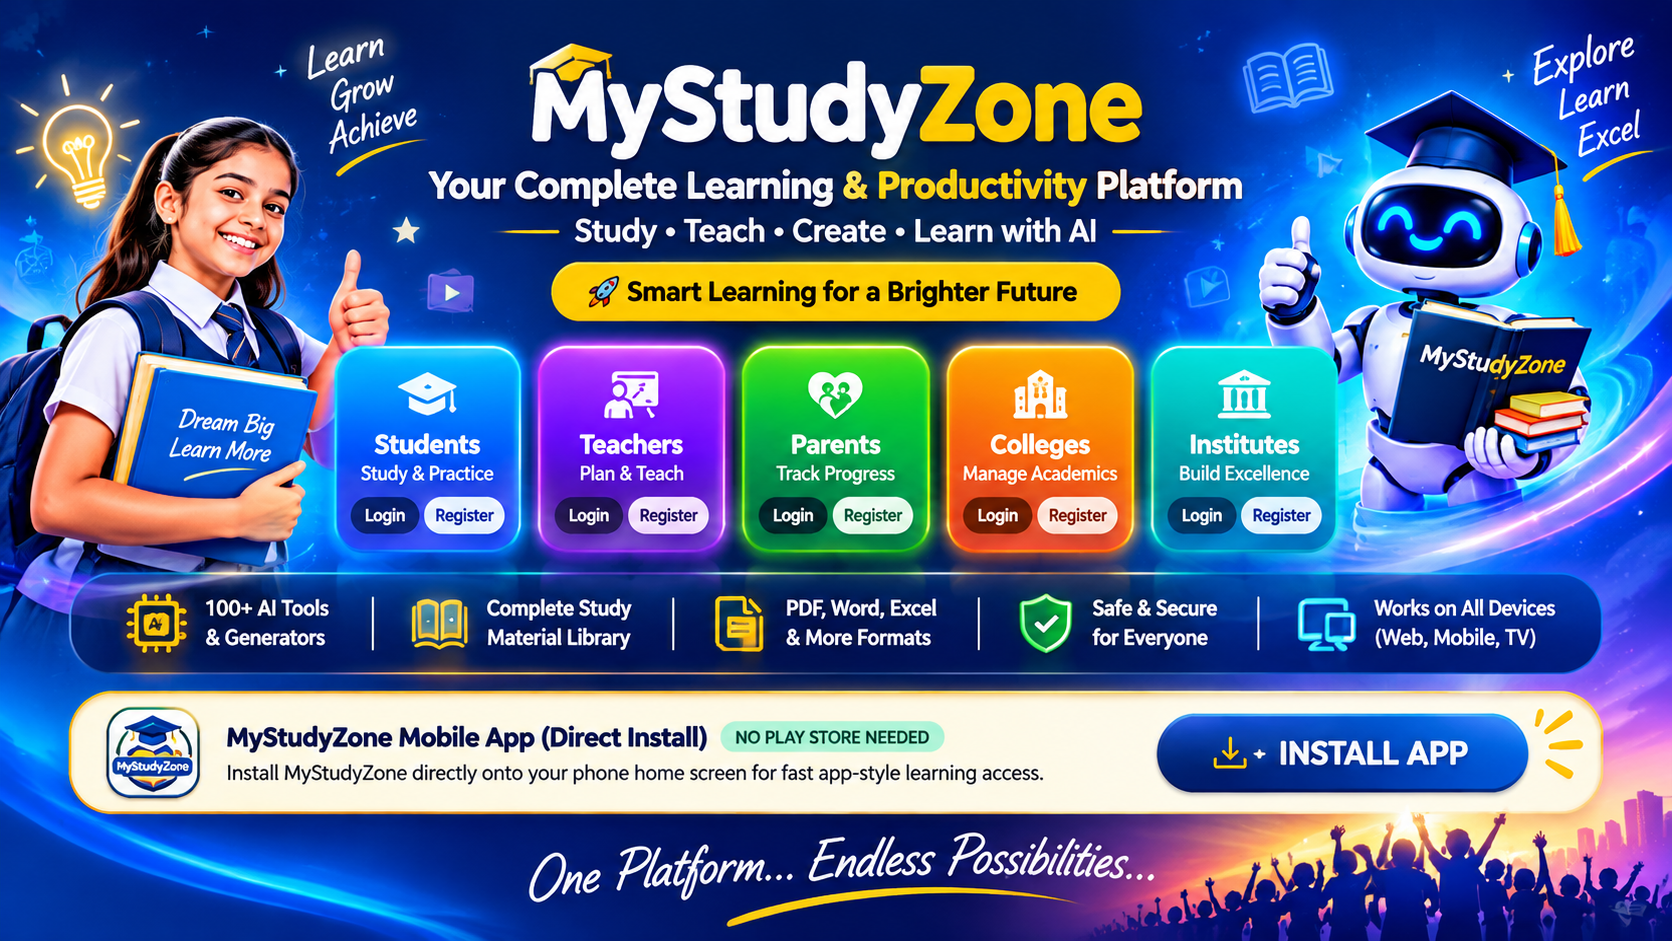 Learn
Grow
Achieve
MyStudyZone
Your Complete Learning & Productivity Platform
Study • Teach • Create • Learn with AI
🚀 Smart Learning for a Brighter Future
Explore
Learn
Excel
Dream Big
Learn More
MyStudyZone
Students
Study & Practice
Login Register
Teachers
Plan & Teach
Login Register
Parents
Track Progress
Login Register
Colleges
Manage Academics
Login Register
Institutes
Build Excellence
Login Register
100+ AI Tools
& Generators
Complete Study
Material Library
PDF, Word, Excel
& More Formats
Safe & Secure
for Everyone
Works on All Devices
(Web, Mobile, TV)
MyStudyZone
MyStudyZone Mobile App (Direct Install) NO PLAY STORE NEEDED
Install MyStudyZone directly onto your phone home screen for fast app-style learning access.
+ INSTALL APP
One Platform... Endless Possibilities...